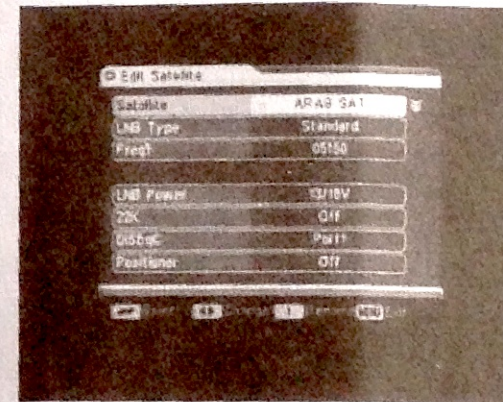 Edit Satellite
Satellite ARAB SAT
LNB Type Standard
Freq1 05150
LNB Power 13/18V
22K Off
DiSEqC Port1
Positioner Off
MENU